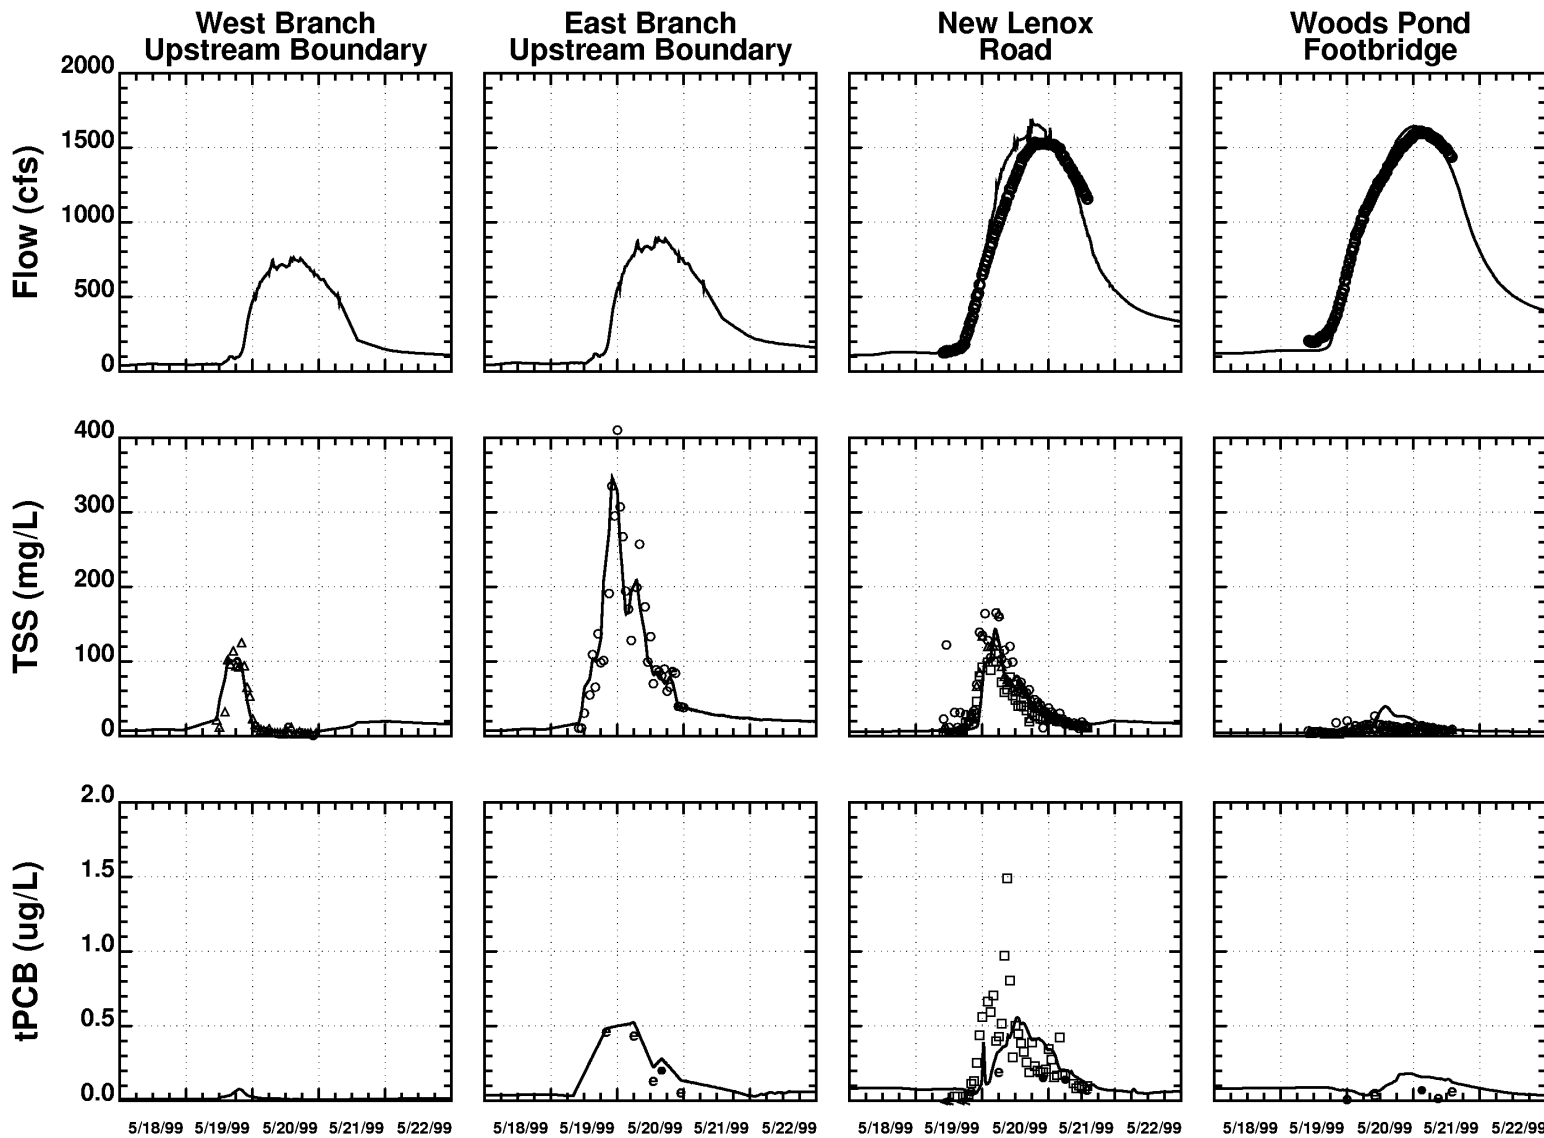 West Branch
Upstream Boundary
East Branch
Upstream Boundary
New Lenox
Road
Woods Pond
Footbridge
Flow (cfs)
2000
1500
1000
500
0
TSS (mg/L)
400
300
200
100
0
tPCB (ug/L)
2.0
1.5
1.0
0.5
0.0
5/18/99 5/19/99 5/20/99 5/21/99 5/22/99
5/18/99 5/19/99 5/20/99 5/21/99 5/22/99
5/18/99 5/19/99 5/20/99 5/21/99 5/22/99
5/18/99 5/19/99 5/20/99 5/21/99 5/22/99